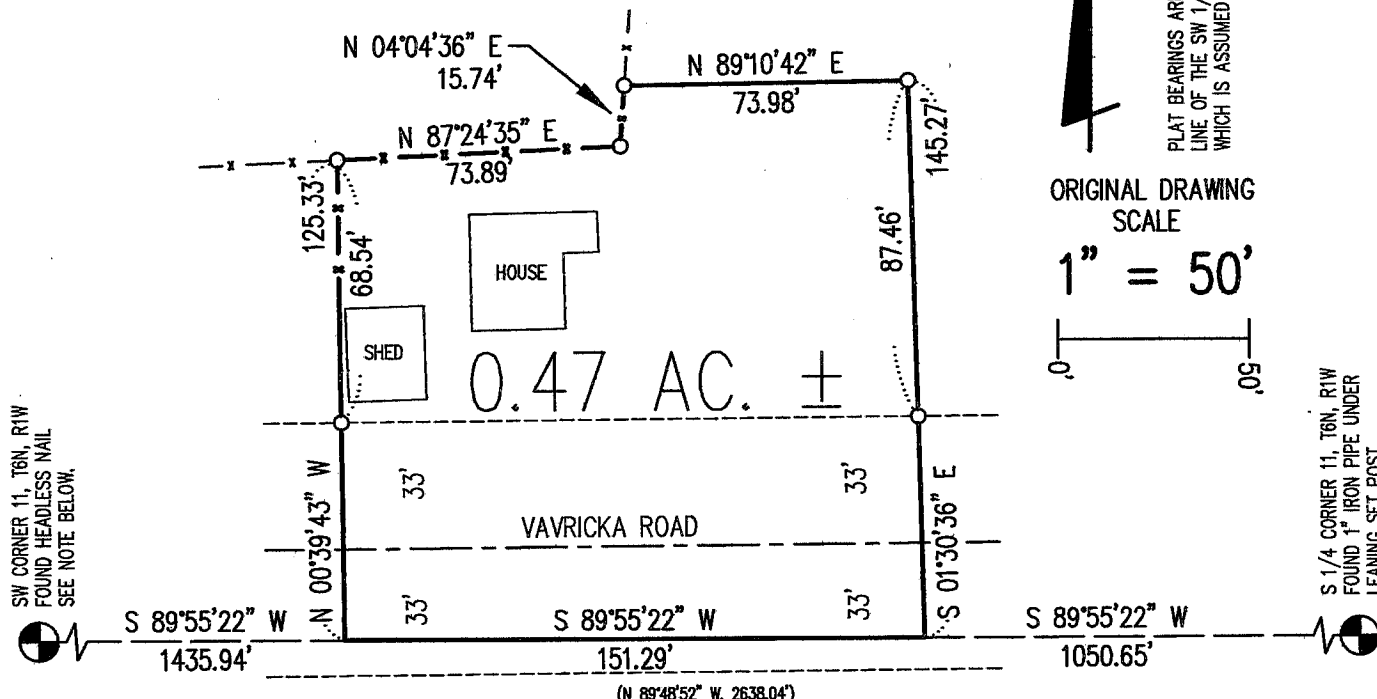 N 04°04'36" E
15.74'
N 89°10'42" E
73.98'
N 87°24'35" E
73.89'
125.33'
68.54'
145.27'
87.46'
HOUSE
SHED
0.47 AC. ±
PLAT BEARINGS AR
LINE OF THE SW 1/
WHICH IS ASSUMED
ORIGINAL DRAWING
SCALE
1" = 50'
0'
50'
SW CORNER 11, T6N, R1W
FOUND HEADLESS NAIL
SEE NOTE BELOW.
N 00°39'43" W
33'
33'
VAVRICKA ROAD
33'
33'
S 01°30'36" E
S 1/4 CORNER 11, T6N, R1W
FOUND 1" IRON PIPE UNDER
LEANING SET POST
S 89°55'22" W
1435.94'
S 89°55'22" W
151.29'
S 89°55'22" W
1050.65'
(N 89°48'52" W, 2638.04')